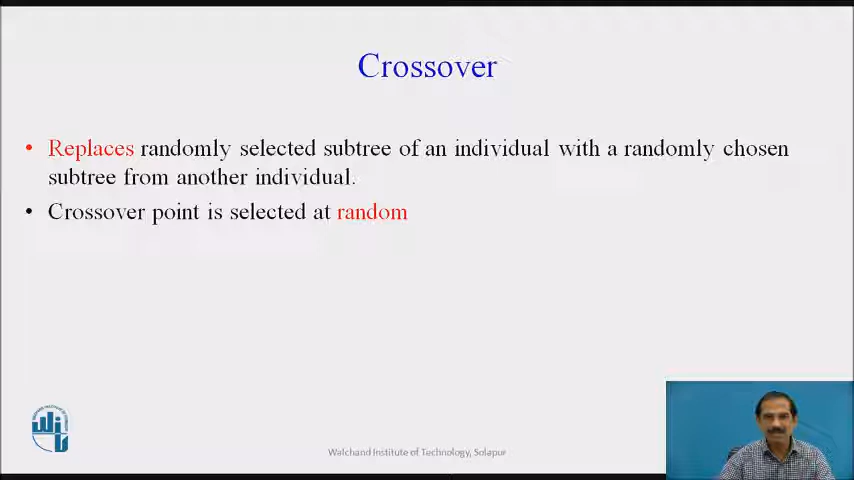 Crossover
• Replaces randomly selected subtree of an individual with a randomly chosen
subtree from another individual.
• Crossover point is selected at random
Walchand Institute of Technology, Solapur